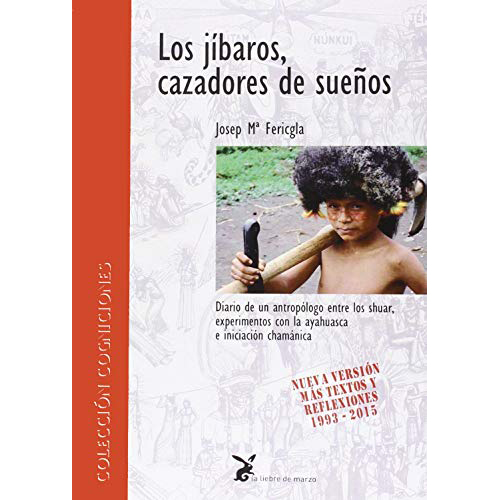 NUNKUI
Los jíbaros,
cazadores de sueños
Josep Mª Fericgla
Diario de un antropólogo entre los shuar,
experimentos con la ayahuasca
e iniciación chamánica
NUEVA VERSIÓN
MÁS TEXTOS Y
REFLEXIONES
1993 - 2015
la liebre de marzo
COLECCIÓN COGNICIONES